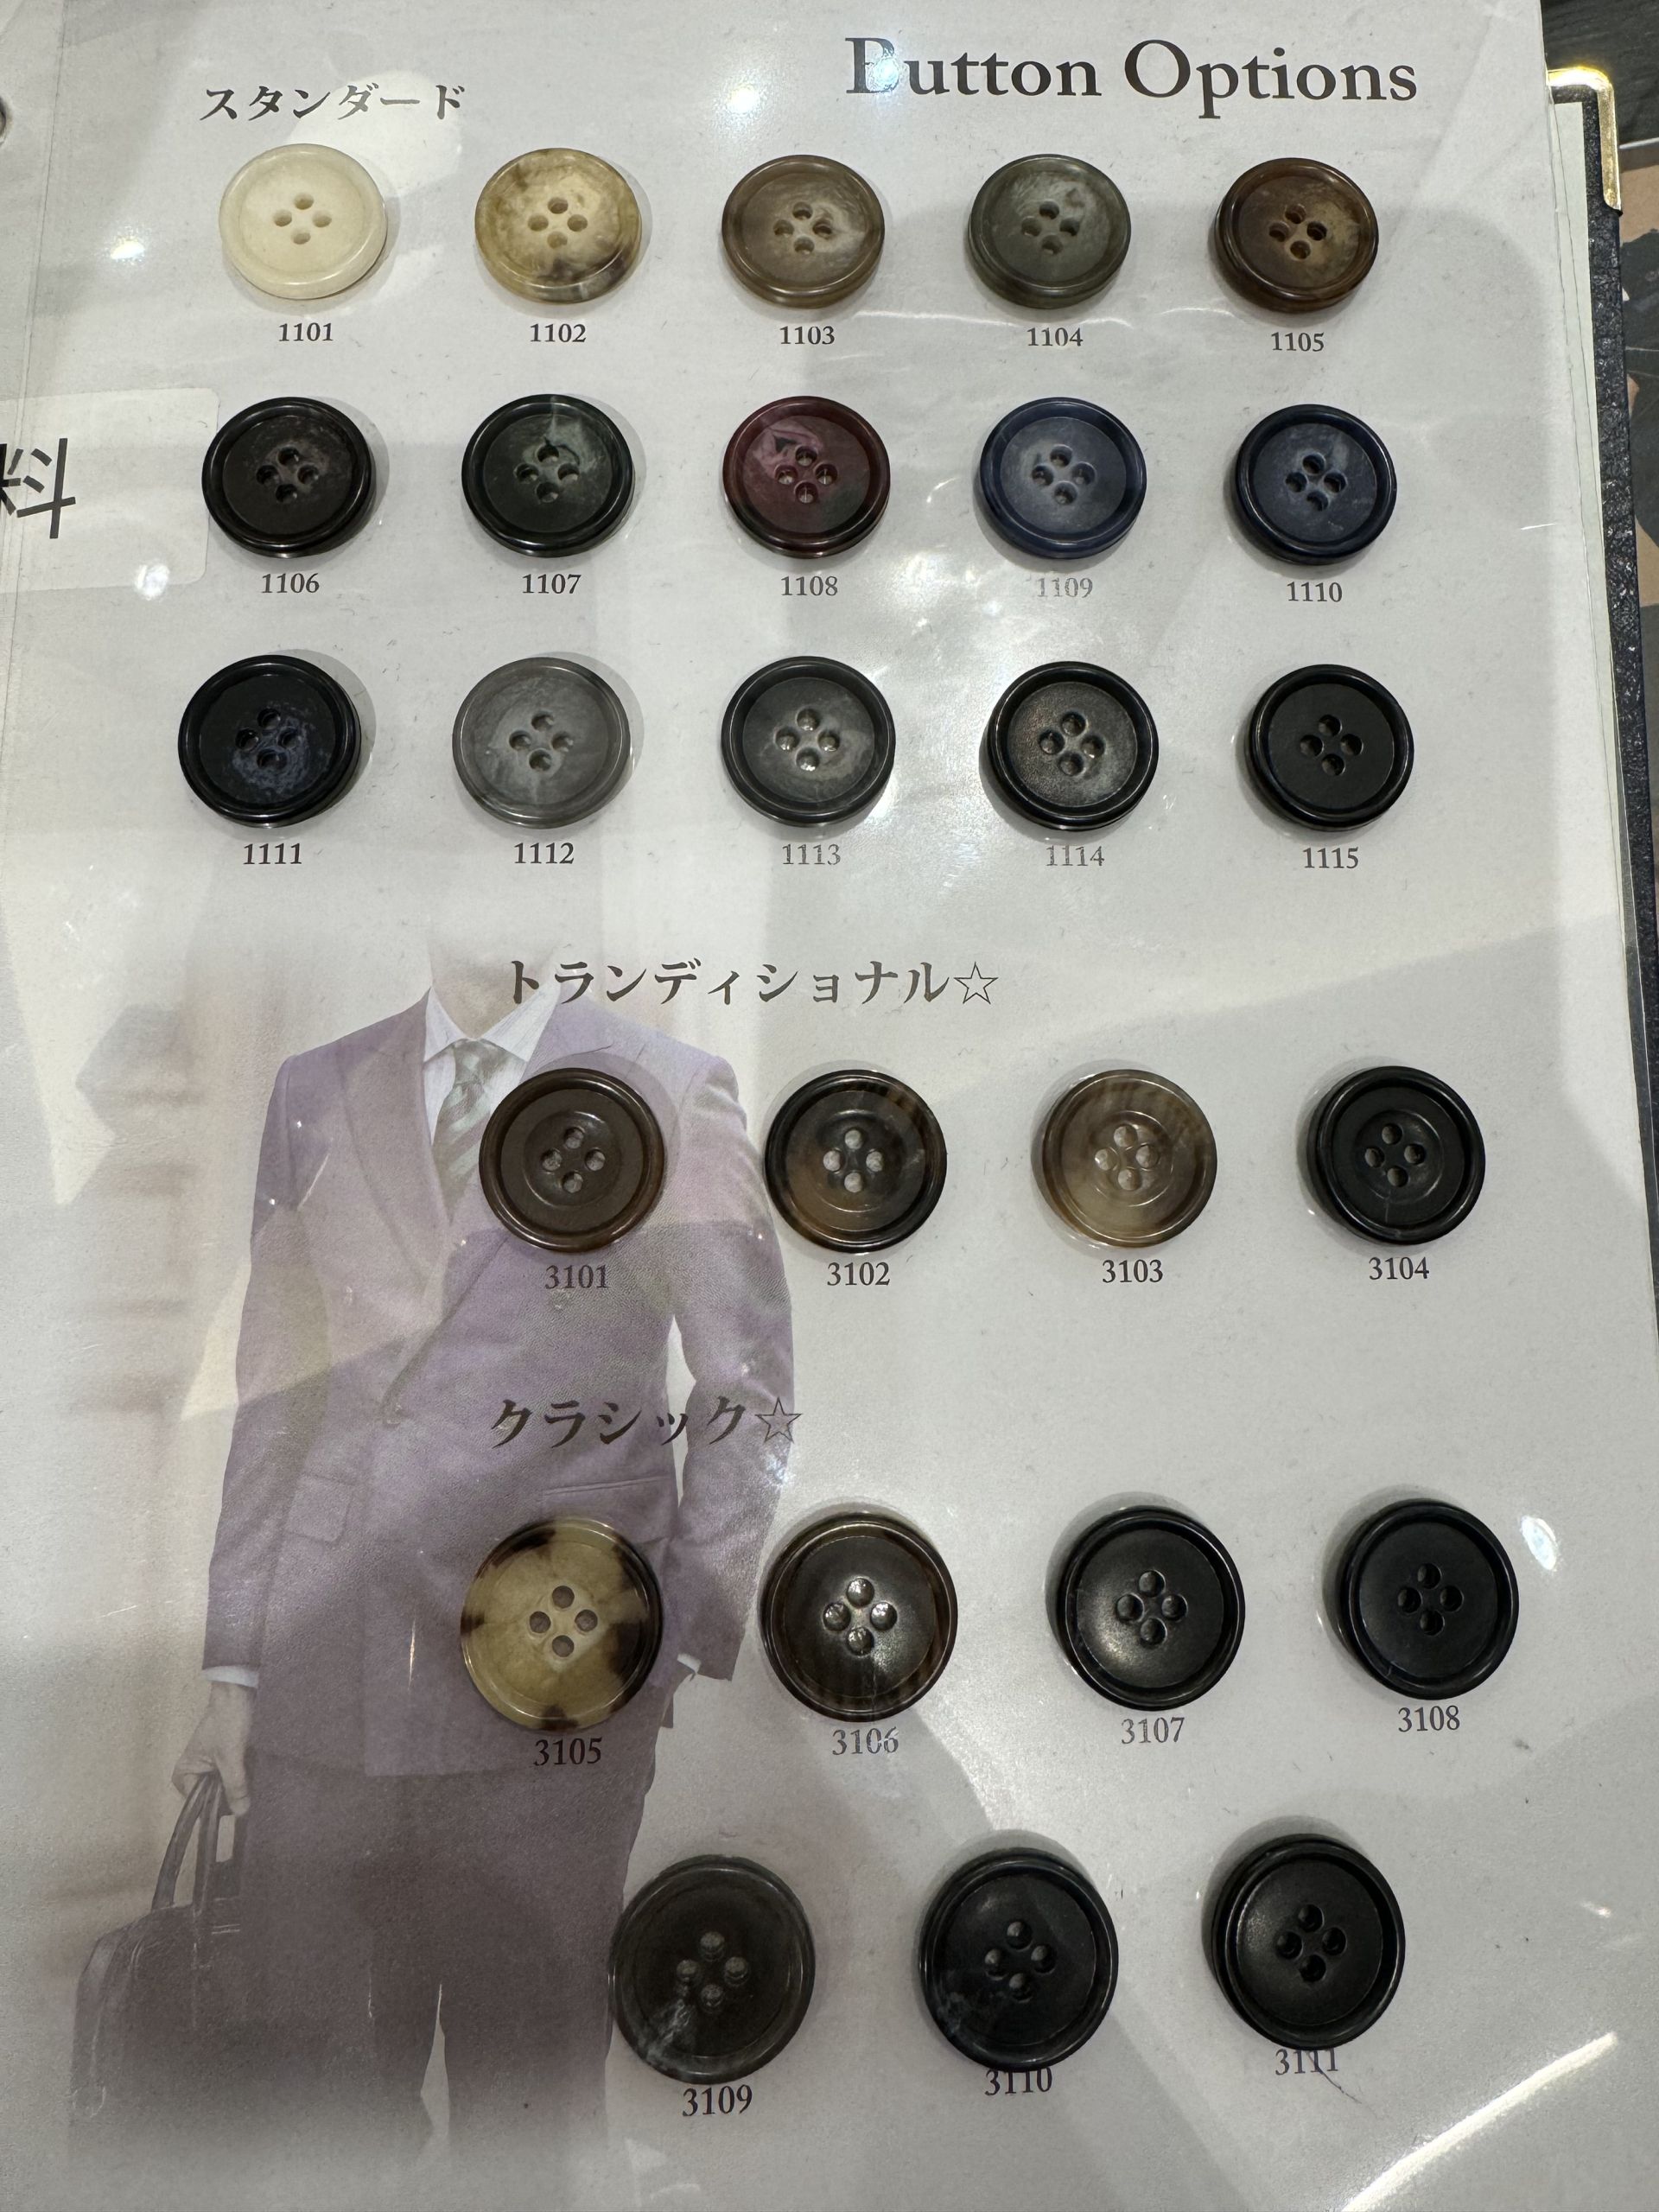 Button Options
スタンダード
1101 1102 1103 1104 1105
料
1106 1107 1108 1109 1110
1111 1112 1113 1114 1115
トランディショナル☆
3101 3102 3103 3104
クラシック☆
3105 3106 3107 3108
3109 3110 3111